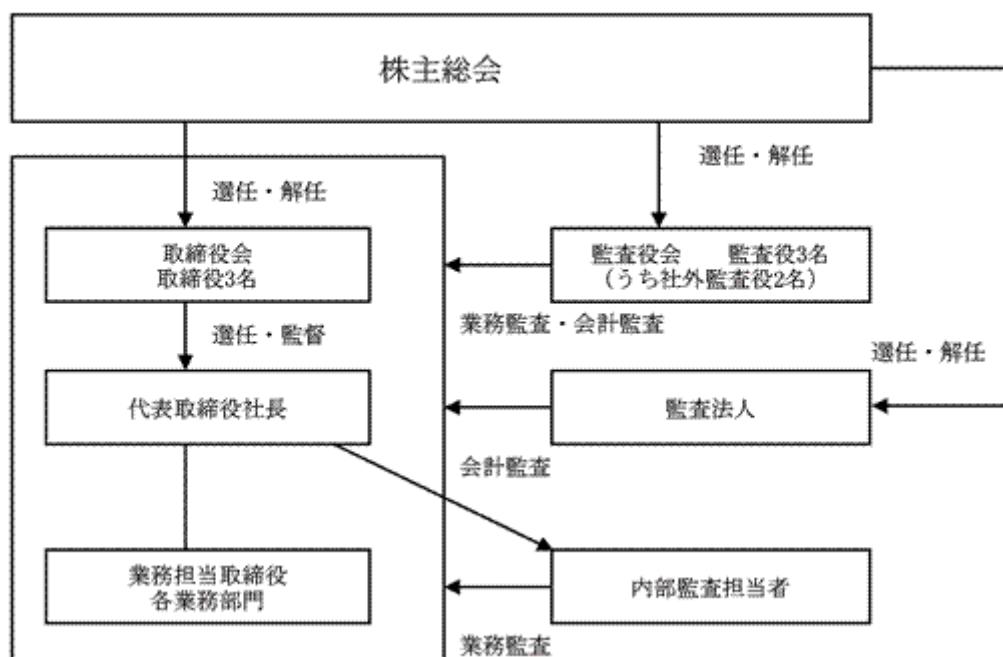 株主総会
選任・解任
選任・解任
取締役会
取締役3名
監査役会　　監査役3名
（うち社外監査役2名）
業務監査・会計監査
選任・監督
選任・解任
代表取締役社長
監査法人
会計監査
業務担当取締役
各業務部門
内部監査担当者
業務監査